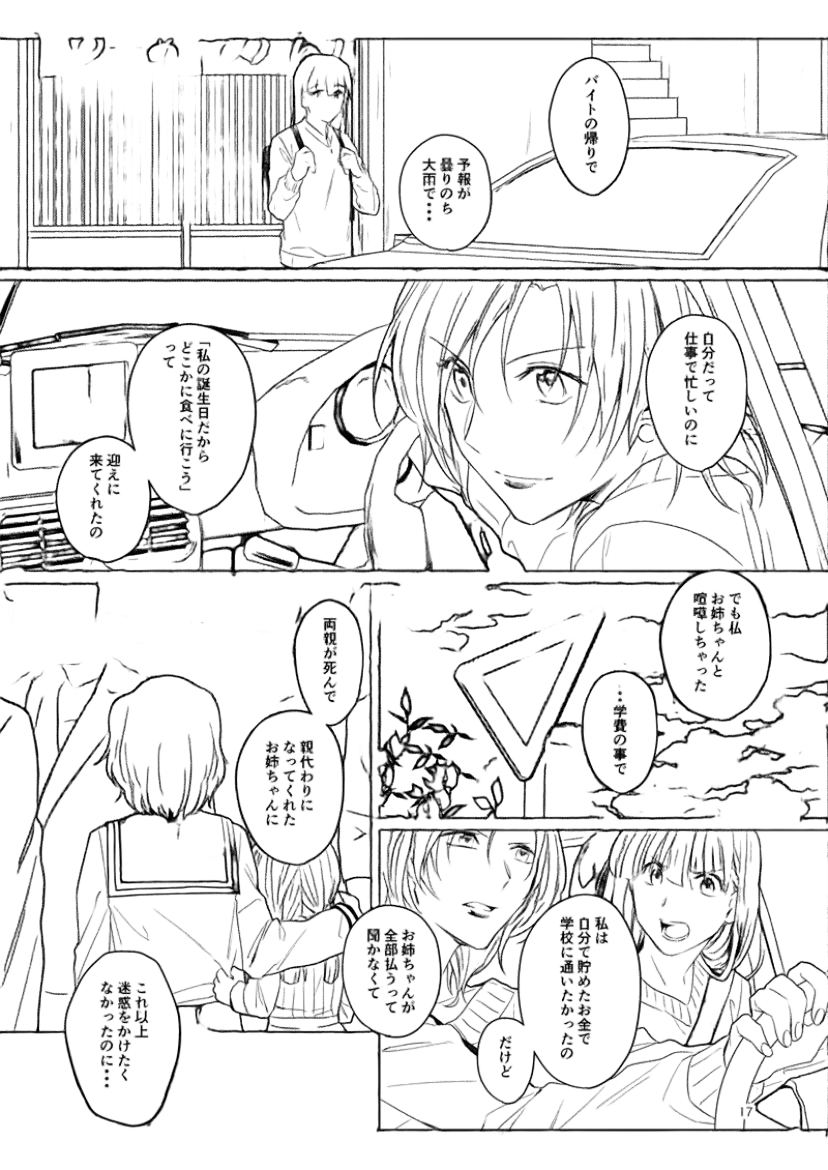 バイトの帰りで
予報が
曇りのち
大雨で・・・
自分だって
仕事で忙しいのに
「私の誕生日だから
どこかに食べに行こう」
って
迎えに
来てくれたの
でも私
お姉ちゃんと
喧嘩しちゃった
・・学費の事で
両親が死んで
親代わりに
なってくれた
お姉ちゃんに
これ以上
迷惑をかけたく
なかったのに・・・
私は
自分で貯めたお金で
学校に通いたかったの
だけど
お姉ちゃんが
全部払うって
聞かなくて
17